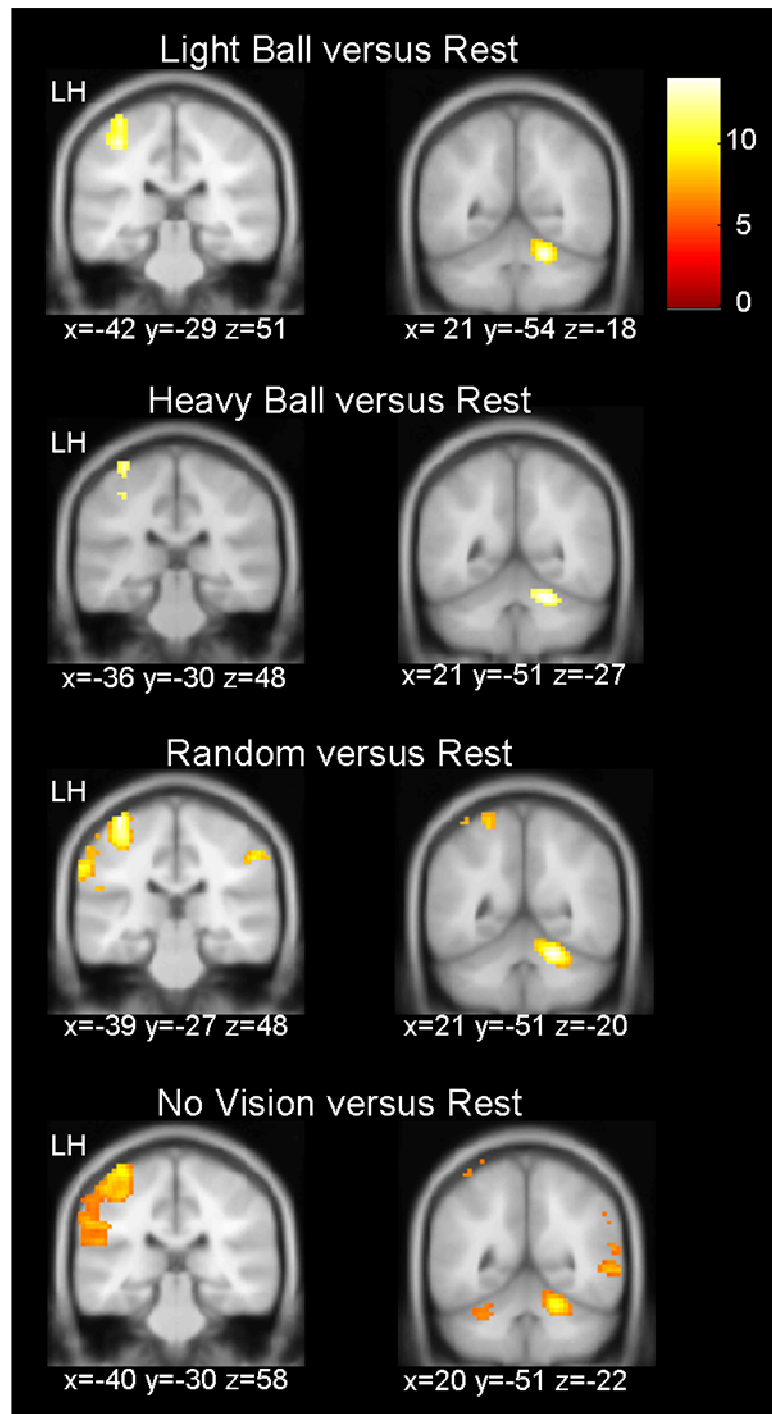 Light Ball versus Rest
LH
10
5
0
x=-42 y=-29 z=51
x= 21 y=-54 z=-18
Heavy Ball versus Rest
LH
x=-36 y=-30 z=48
x=21 y=-51 z=-27
Random versus Rest
LH
x=-39 y=-27 z=48
x=21 y=-51 z=-20
No Vision versus Rest
LH
x=-40 y=-30 z=58
x=20 y=-51 z=-22